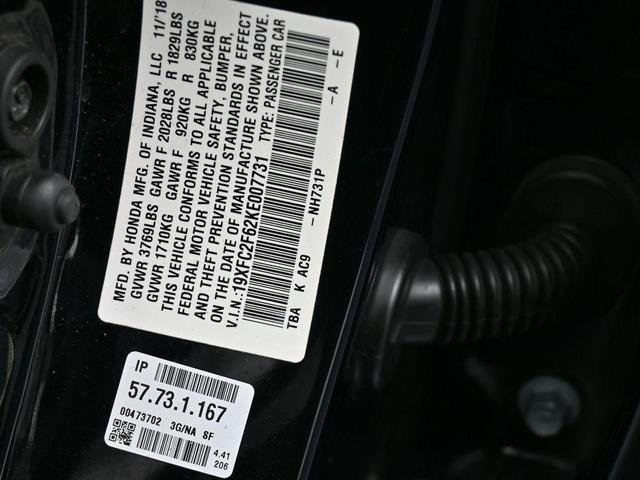 MFD. BY HONDA MFG. OF INDIANA, LLC 11/'18
GVWR 3769LBS GAWR F 2028LBS R 1829LBS
GVWR 1710KG GAWR F 920KG R 830KG
THIS VEHICLE CONFORMS TO ALL APPLICABLE
FEDERAL MOTOR VEHICLE SAFETY, BUMPER,
AND THEFT PREVENTION STANDARDS IN EFFECT
ON THE DATE OF MANUFACTURE SHOWN ABOVE.
V.I.N.:19XFC2F62KE007731 TYPE: PASSENGER CAR
TBA K AC9 -NH731P -A -E
IP
57.73.1.167
00473702 3G/NA SF
4.41
206